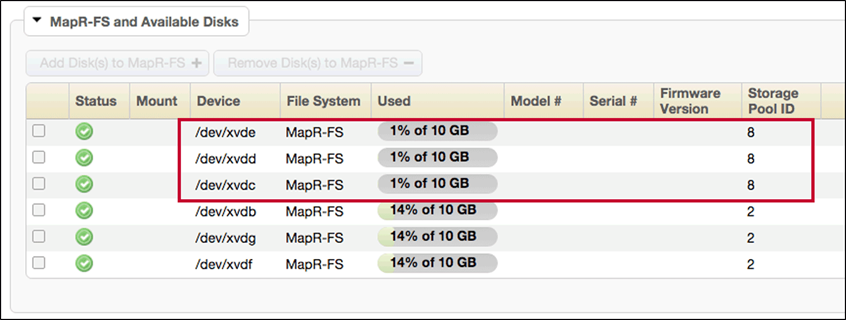 MapR-FS and Available Disks
Add Disk(s) to MapR-FS Remove Disk(s) to MapR-FS
Status Mount Device File System Used Model # Serial # Firmware Version Storage Pool ID
/dev/xvde MapR-FS 1% of 10 GB 8
/dev/xvdd MapR-FS 1% of 10 GB 8
/dev/xvdc MapR-FS 1% of 10 GB 8
/dev/xvdb MapR-FS 14% of 10 GB 2
/dev/xvdg MapR-FS 14% of 10 GB 2
/dev/xvdf MapR-FS 14% of 10 GB 2